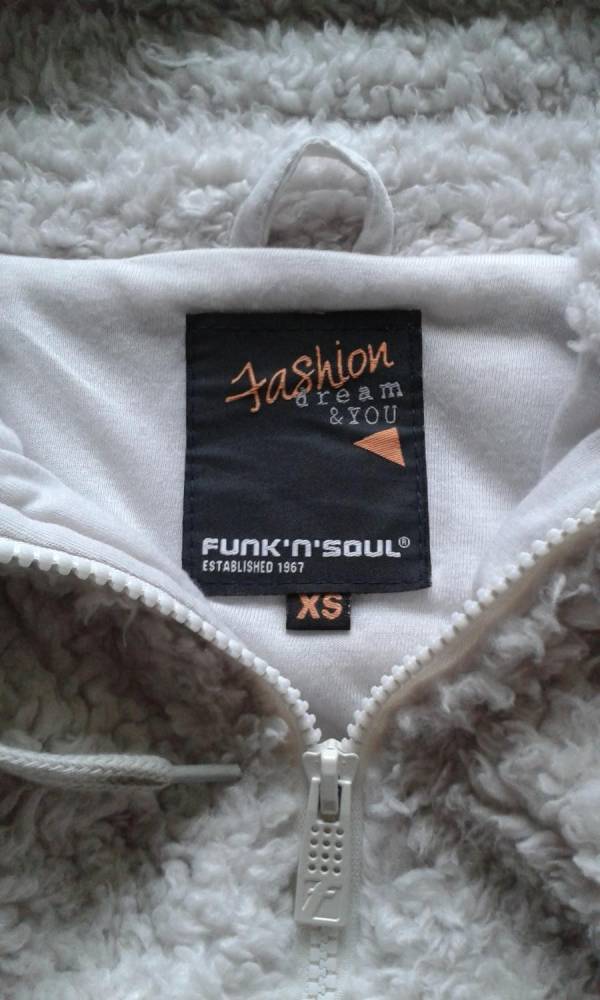 Fashion
dream
&YOU
FUNK'N'SOUL®
ESTABLISHED 1967
XS